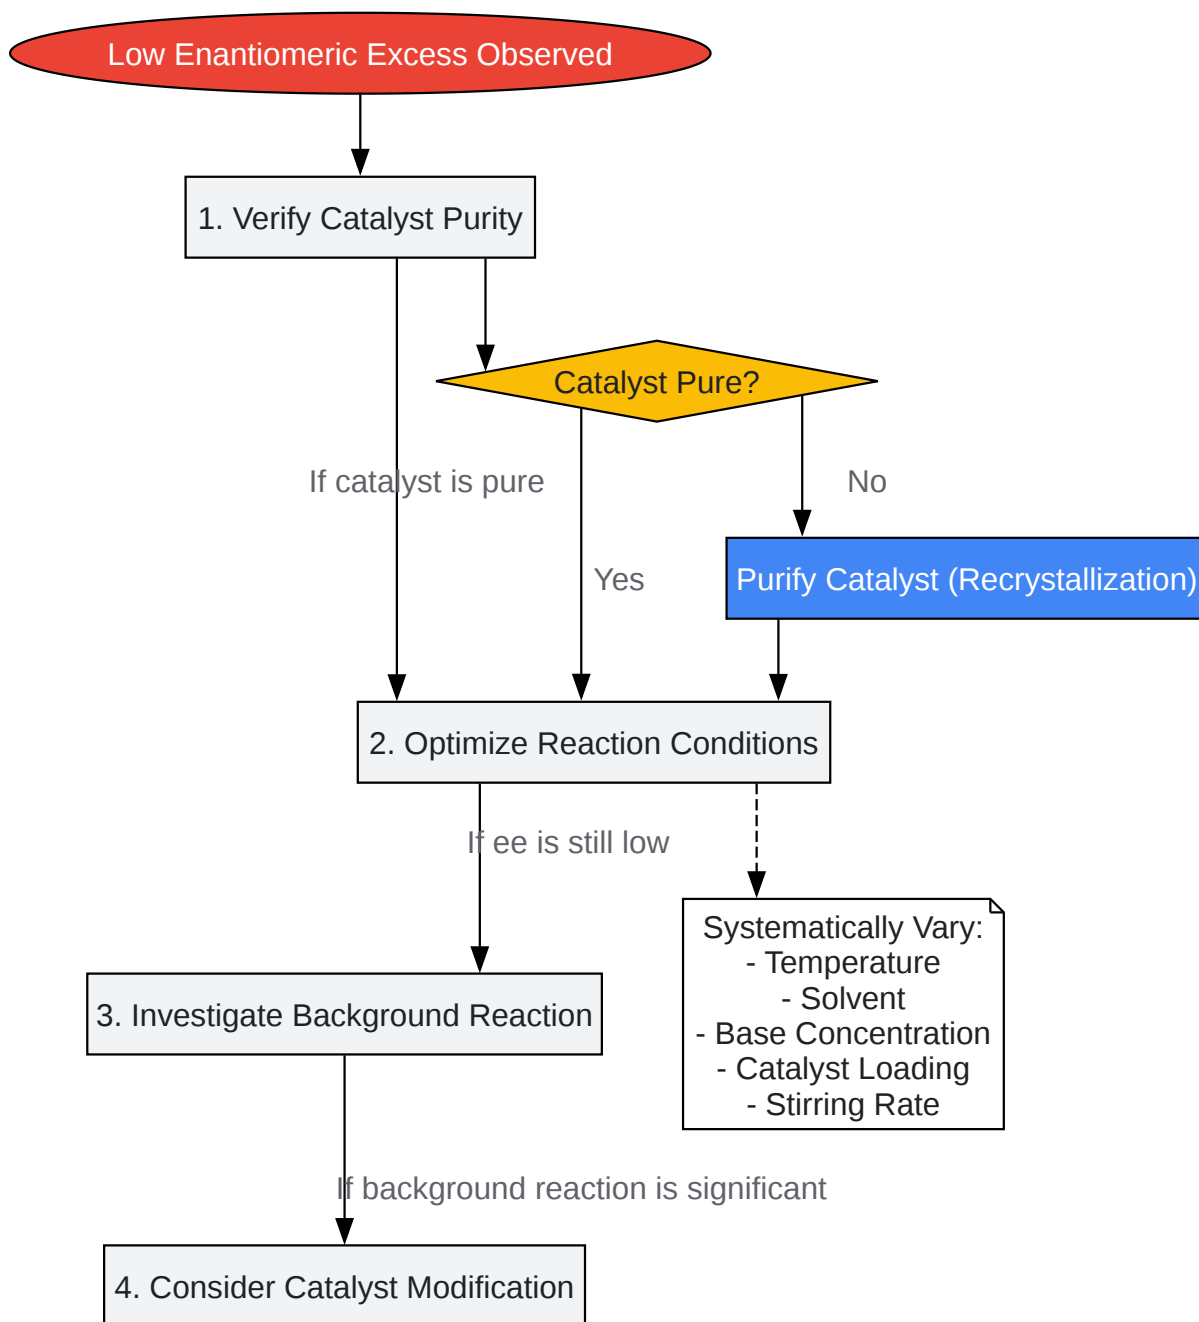 Low Enantiomeric Excess Observed
1. Verify Catalyst Purity
Catalyst Pure?
If catalyst is pure
No
Yes
Purify Catalyst (Recrystallization)
2. Optimize Reaction Conditions
If ee is still low
Systematically Vary:
- Temperature
- Solvent
- Base Concentration
- Catalyst Loading
- Stirring Rate
3. Investigate Background Reaction
If background reaction is significant
4. Consider Catalyst Modification